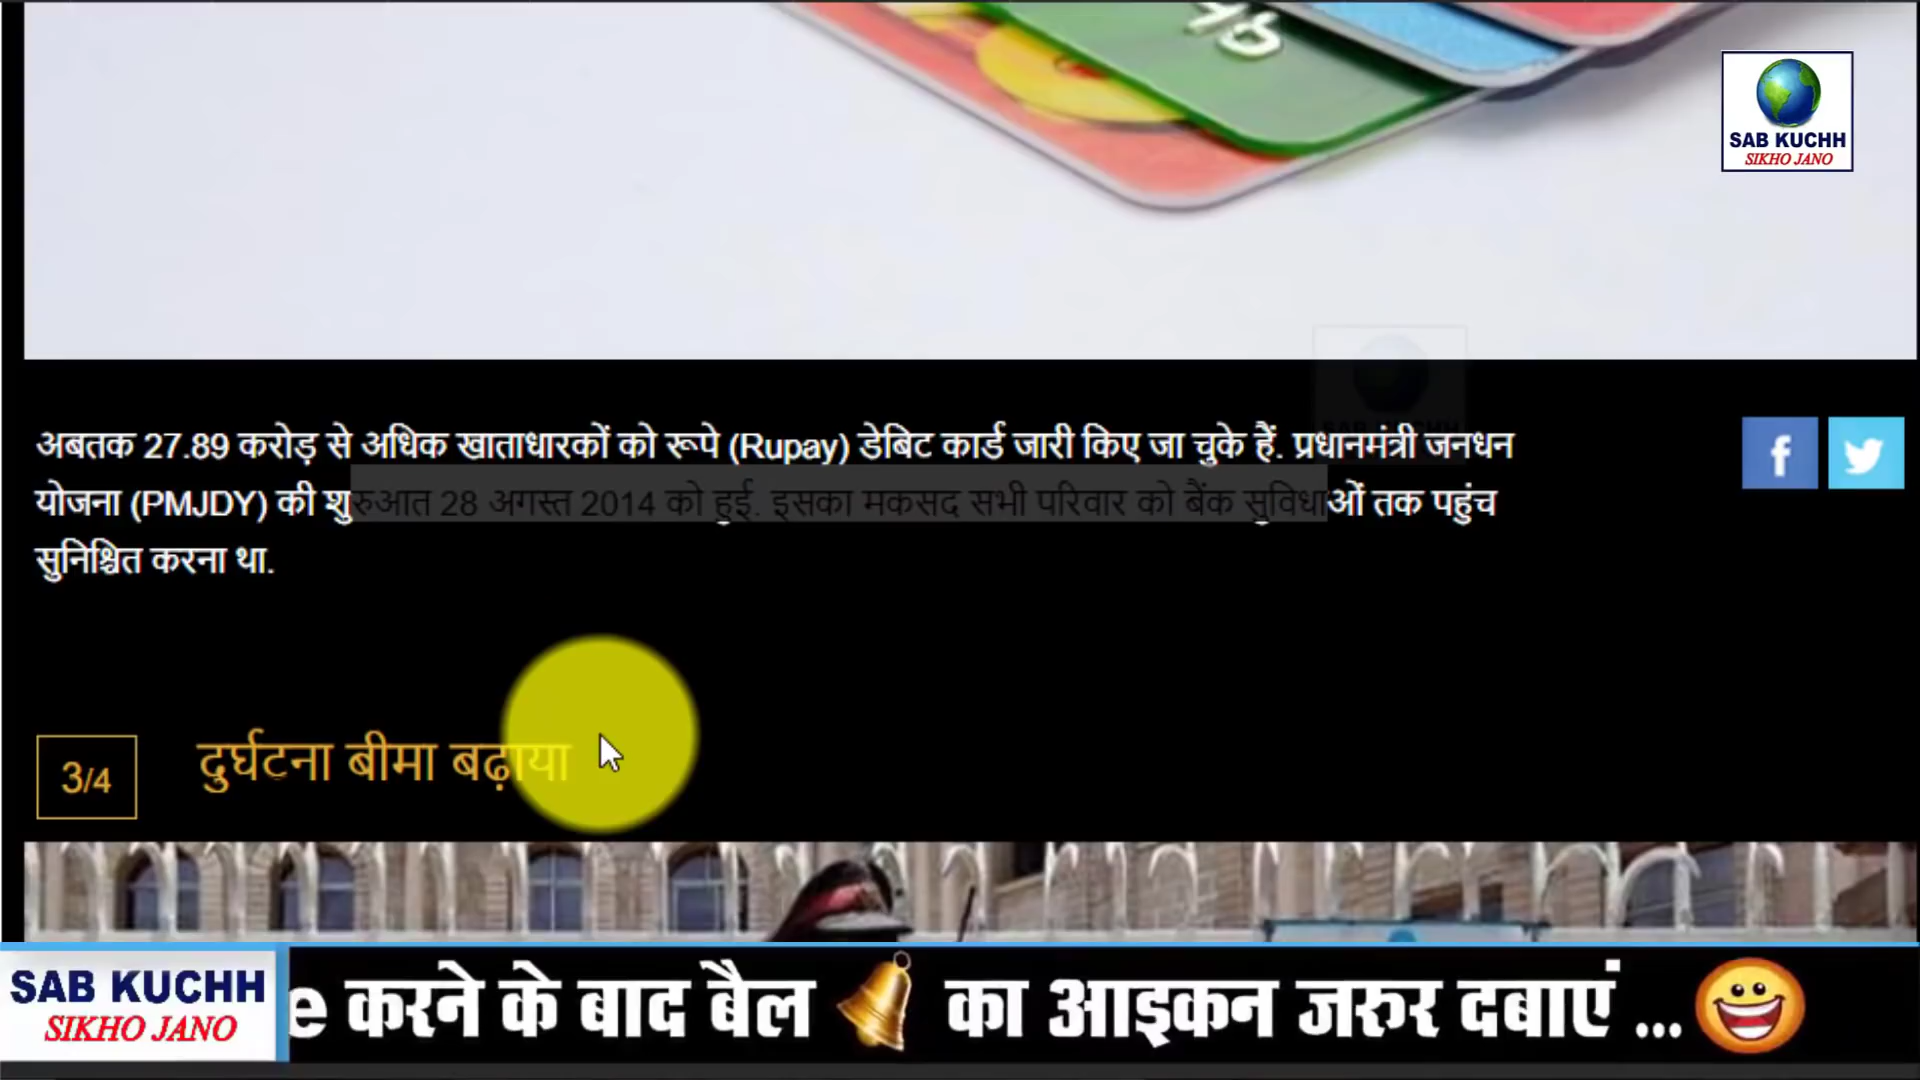 SAB KUCHH
SIKHO JANO
अबतक 27.89 करोड़ से अधिक खाताधारकों को रूपे (Rupay) डेबिट कार्ड जारी किए जा चुके हैं. प्रधानमंत्री जनधन
योजना (PMJDY) की शुरुआत 28 अगस्त 2014 को हुई. इसका मकसद सभी परिवार को बैंक सुविधाओं तक पहुंच
सुनिश्चित करना था.
f
3/4 दुर्घटना बीमा बढ़ाया
SAB KUCHH
SIKHO JANO
e करने के बाद बैल का आइकन जरुर दबाएं ...